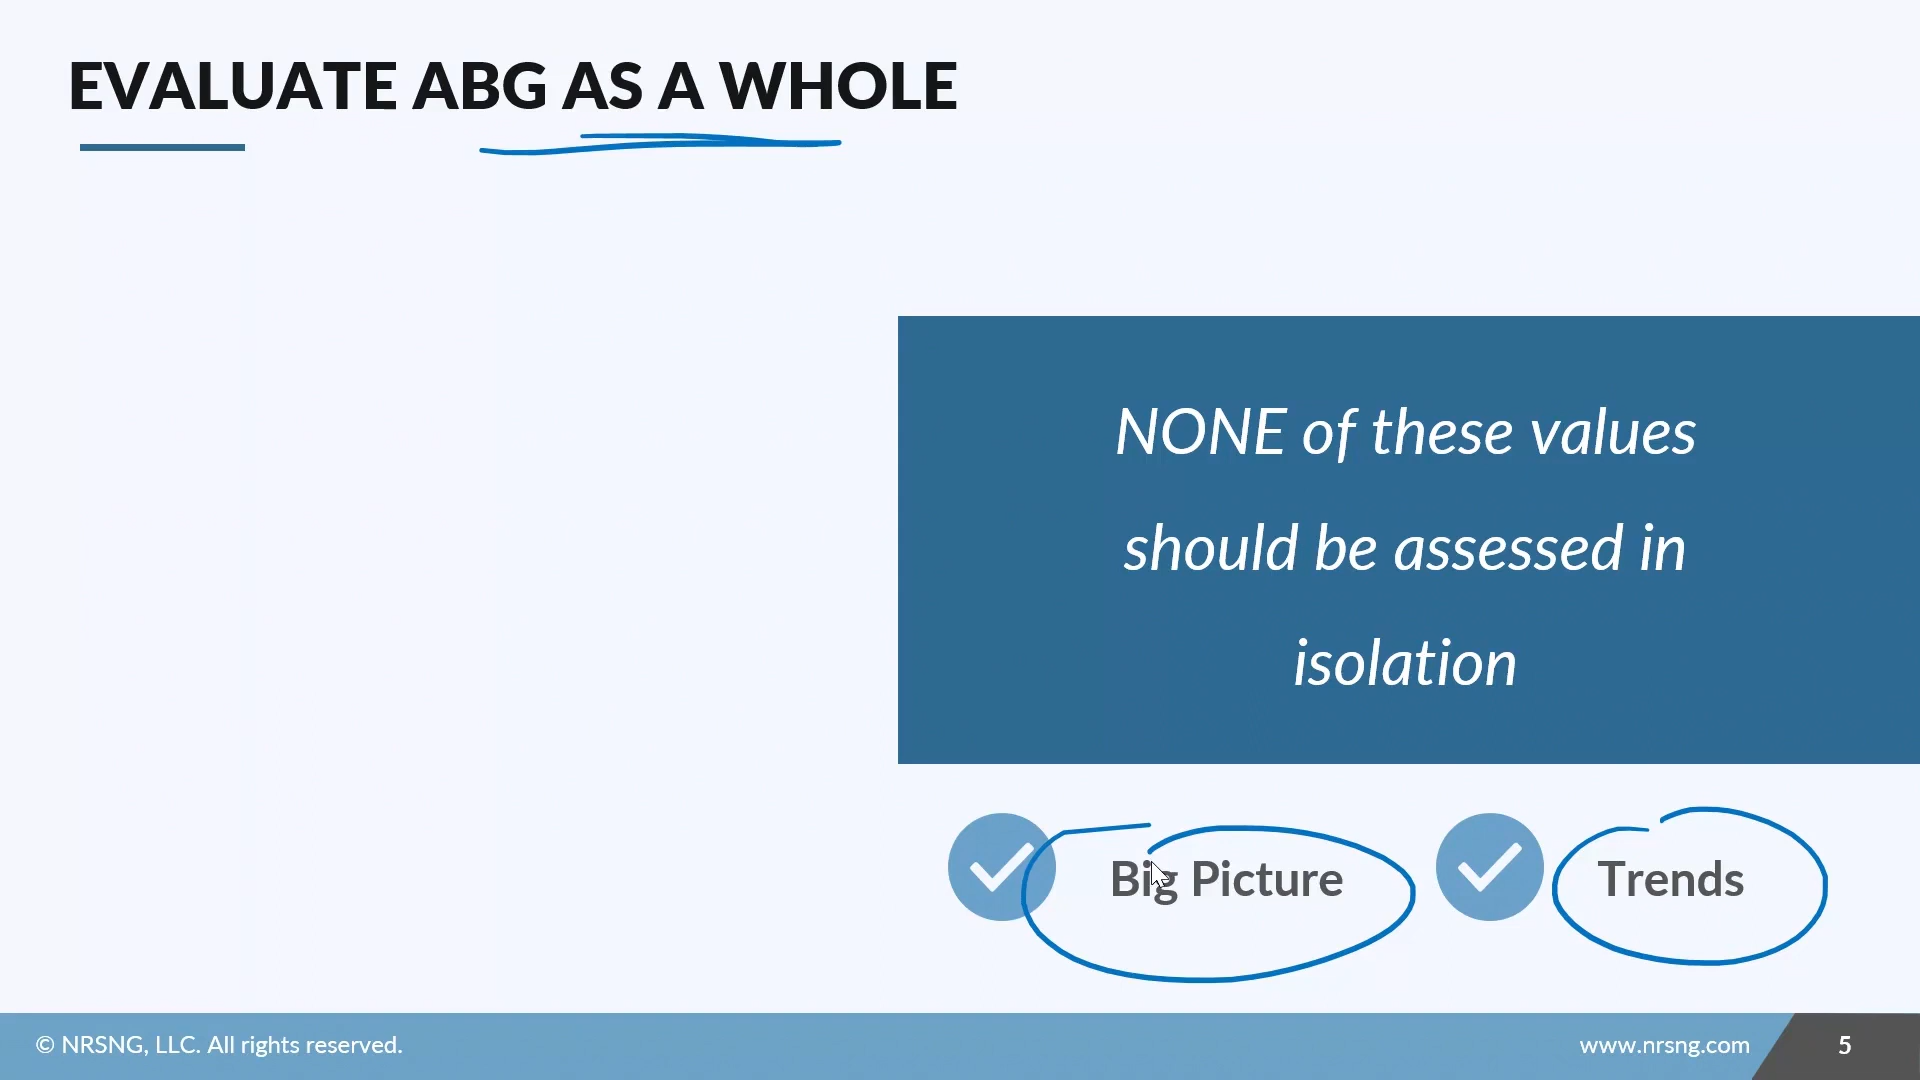 EVALUATE ABG AS A WHOLE
NONE of these values
should be assessed in
isolation
Big Picture
Trends
© NRSNG, LLC. All rights reserved.
www.nrsng.com
5